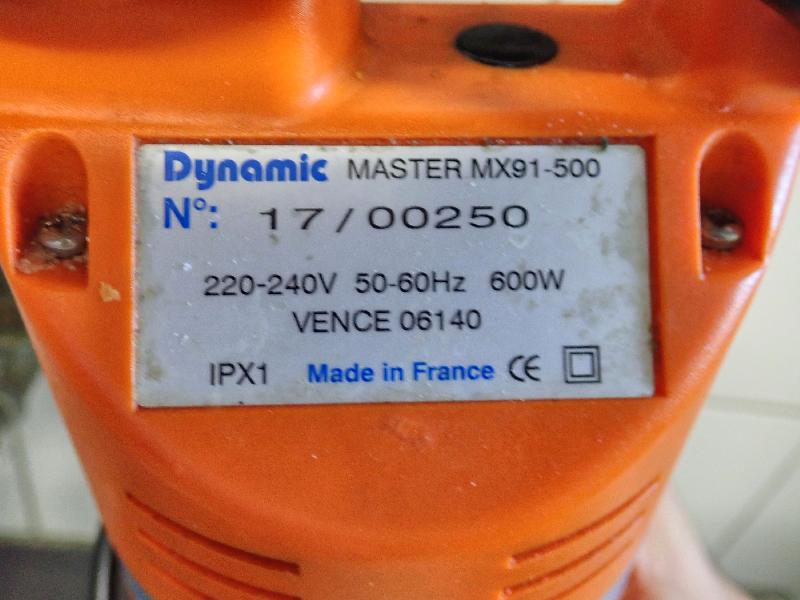 Dynamic MASTER MX91-500
N°: 17/00250
220-240V 50-60Hz 600W
VENCE 06140
IPX1 Made in France CE